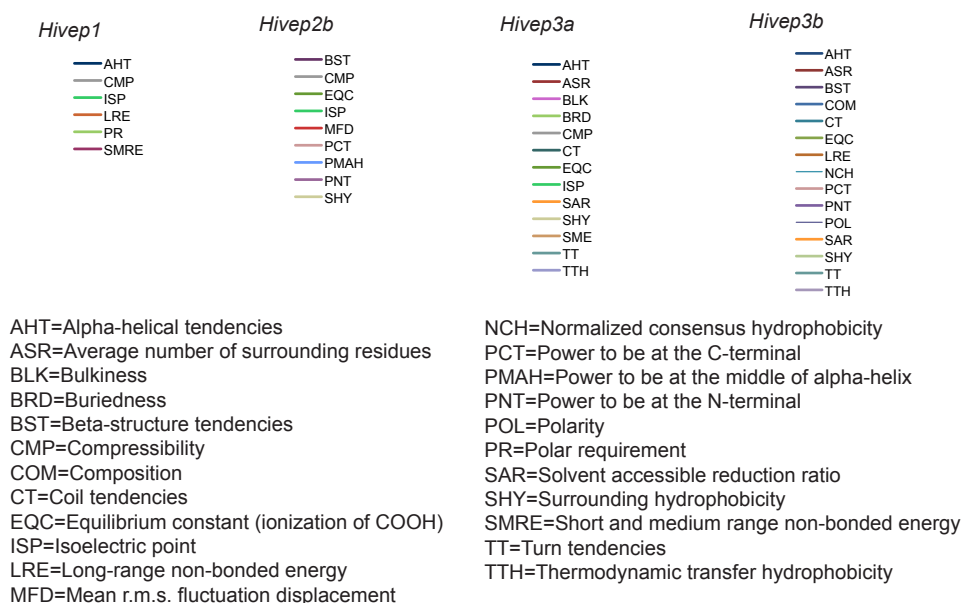 Hivep1
AHT
CMP
ISP
LRE
PR
SMRE
Hivep2b
BST
CMP
EQC
ISP
MFD
PCT
PMAH
PNT
SHY
Hivep3a
AHT
ASR
BLK
BRD
CMP
CT
EQC
ISP
SAR
SHY
SME
TT
TTH
Hivep3b
AHT
ASR
BST
COM
CT
EQC
LRE
NCH
PCT
PNT
POL
SAR
SHY
TT
TTH
AHT=Alpha-helical tendencies
ASR=Average number of surrounding residues
BLK=Bulkiness
BRD=Buriedness
BST=Beta-structure tendencies
CMP=Compressibility
COM=Composition
CT=Coil tendencies
EQC=Equilibrium constant (ionization of COOH)
ISP=Isoelectric point
LRE=Long-range non-bonded energy
MFD=Mean r.m.s. fluctuation displacement
NCH=Normalized consensus hydrophobicity
PCT=Power to be at the C-terminal
PMAH=Power to be at the middle of alpha-helix
PNT=Power to be at the N-terminal
POL=Polarity
PR=Polar requirement
SAR=Solvent accessible reduction ratio
SHY=Surrounding hydrophobicity
SMRE=Short and medium range non-bonded energy
TT=Turn tendencies
TTH=Thermodynamic transfer hydrophobicity